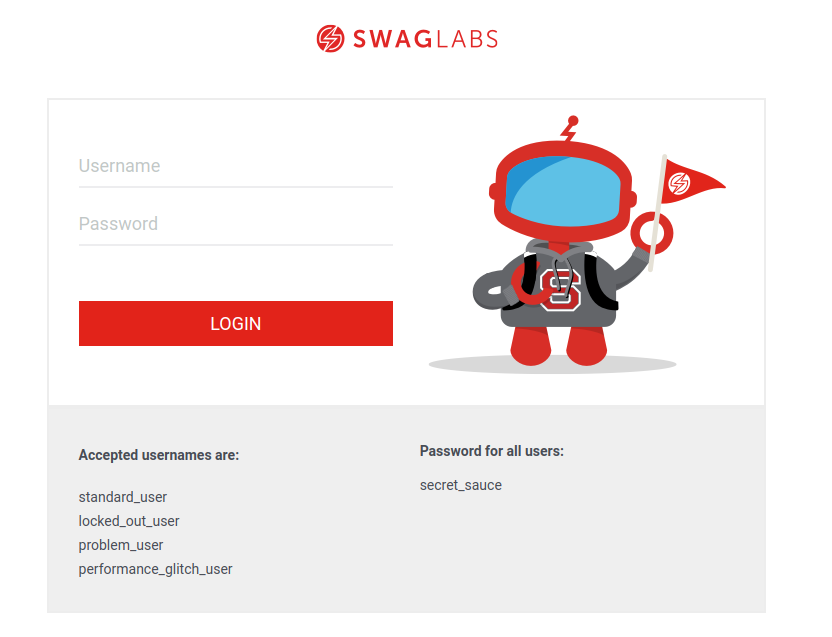 SWAGLABS
Username
Password
LOGIN
S
Accepted usernames are:
standard_user
locked_out_user
problem_user
performance_glitch_user
Password for all users:
secret_sauce